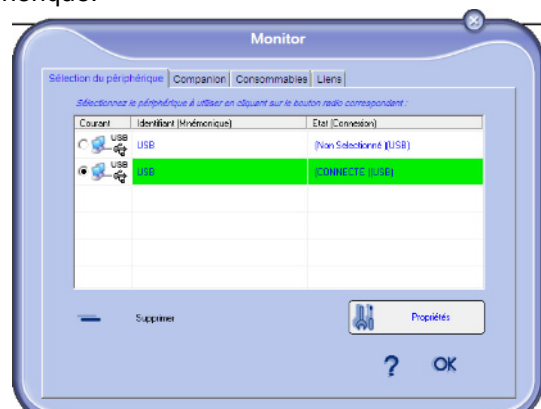 Monitor
Sélection du périphérique Companion Consommables Liens
Sélectionnez le périphérique à utiliser en cliquant sur le bouton radio correspondant :
Courant Identifiant (Mnémonique) Etat (Connexion)
USB USB (Non Selectionné )(USB)
USB USB (CONNECTE )(USB)
Supprimer Propriétés
? OK